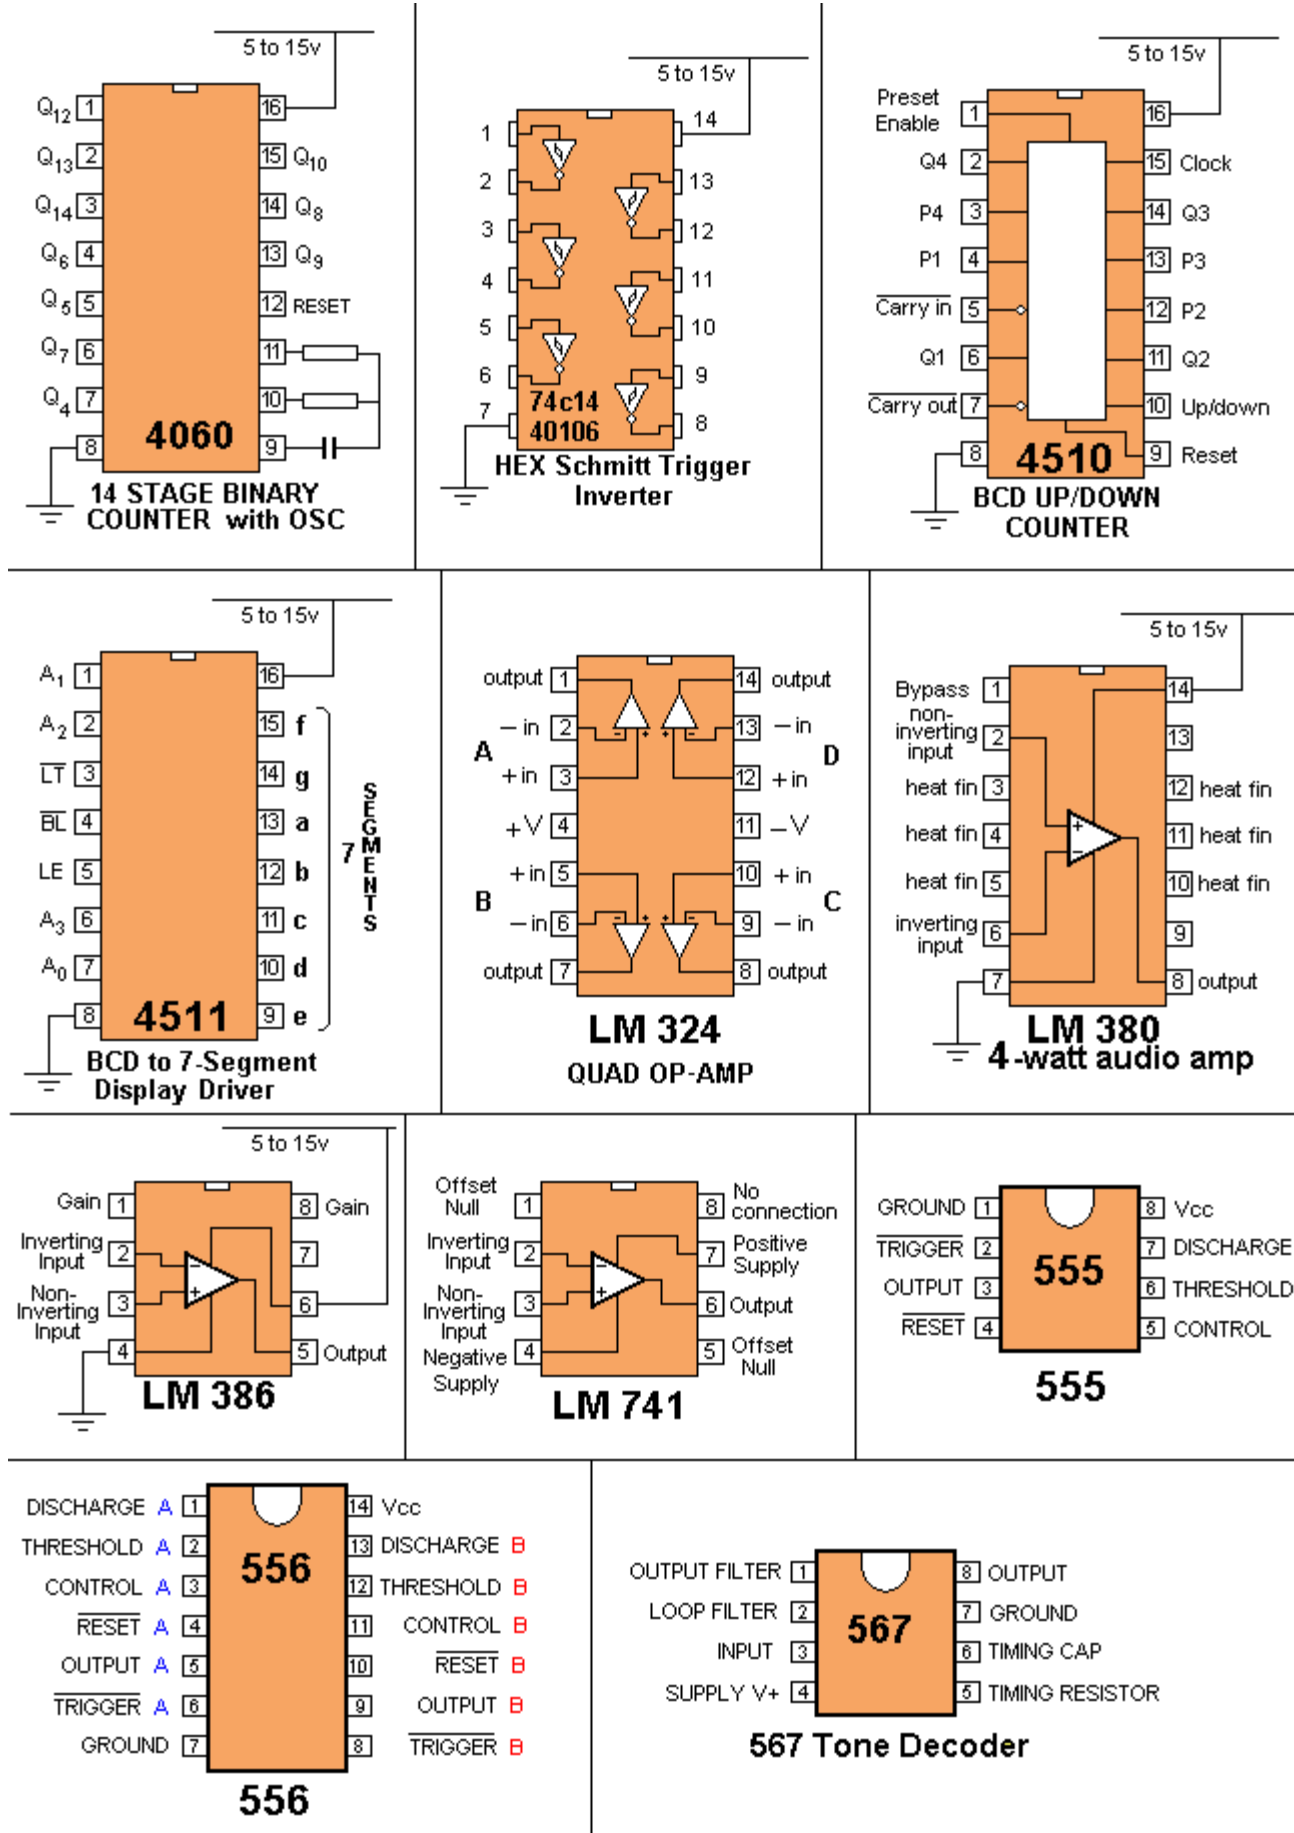 5 to 15v
Q12 1
16
Q13 2
15 Q10
Q14 3
14 Q8
Q6 4
13 Q9
Q5 5
12 RESET
Q7 6
11
Q4 7
10
8
9
4060
14 STAGE BINARY
COUNTER with OSC
5 to 15v
1
14
2
13
3
12
4
11
5
10
6
9
7
8
74c14
40106
HEX Schmitt Trigger
Inverter
5 to 15v
Preset
Enable
1
16
Q4 2
15 Clock
P4 3
14 Q3
P1 4
13 P3
Carry in 5
12 P2
Q1 6
11 Q2
Carry out 7
10 Up/down
8
9 Reset
4510
BCD UP/DOWN
COUNTER
5 to 15v
A1 1
16
A2 2
15 f
LT 3
14 g
BL 4
13 a
LE 5
12 b
A3 6
11 c
A0 7
10 d
8
9 e
7
SEGMENTS
4511
BCD to 7-Segment
Display Driver
output 1
14 output
– in 2
13 – in
A
D
+ in 3
12 + in
+V 4
11 –V
+ in 5
10 + in
B
C
– in 6
9 – in
output 7
8 output
- + + -
- + + -
LM 324
QUAD OP-AMP
5 to 15v
Bypass 1
14
non-
inverting
input
2
13
heat fin 3
12 heat fin
heat fin 4
11 heat fin
heat fin 5
10 heat fin
inverting
input
6
9
7
8 output
+
–
LM 380
4-watt audio amp
5 to 15v
Gain 1
8 Gain
Inverting
Input
2
7
Non-
Inverting
Input
3
6
4
5 Output
–
+
LM 386
Offset
Null
1
8
No
connection
Inverting
Input
2
7
Positive
Supply
Non-
Inverting
Input
3
6 Output
Negative
Supply
4
5
Offset
Null
–
+
LM 741
GROUND 1
8 Vcc
TRIGGER 2
7 DISCHARGE
OUTPUT 3
6 THRESHOLD
RESET 4
5 CONTROL
555
555
DISCHARGE A 1
14 Vcc
THRESHOLD A 2
13 DISCHARGE B
CONTROL A 3
12 THRESHOLD B
RESET A 4
11 CONTROL B
OUTPUT A 5
10 RESET B
TRIGGER A 6
9 OUTPUT B
GROUND 7
8 TRIGGER B
556
556
OUTPUT FILTER 1
8 OUTPUT
LOOP FILTER 2
7 GROUND
INPUT 3
6 TIMING CAP
SUPPLY V+ 4
5 TIMING RESISTOR
567
567 Tone Decoder